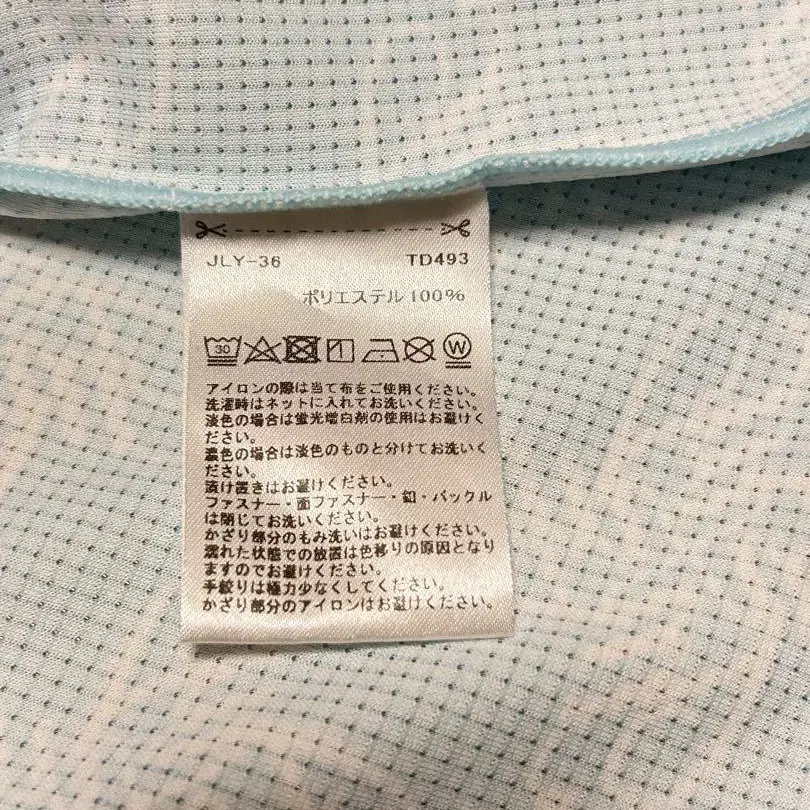 JLY-36 TD493
ポリエステル100%
30 W
アイロンの際は当て布をご使用ください。
洗濯時はネットに入れてお洗いください。
淡色の場合は蛍光増白剤の使用はお避けく
ださい。
濃色の場合は淡色のものと分けてお洗いく
ださい。
漬け置きはお避けください。
ファスナー・面ファスナー・釦・バックル
は閉じてお洗いください。
かざり部分のもみ洗いはお避けください。
濡れた状態での放置は色移りの原因となり
ますのでお避けください。
手絞りは極力少なくしてください。
かざり部分のアイロンはお避けください。